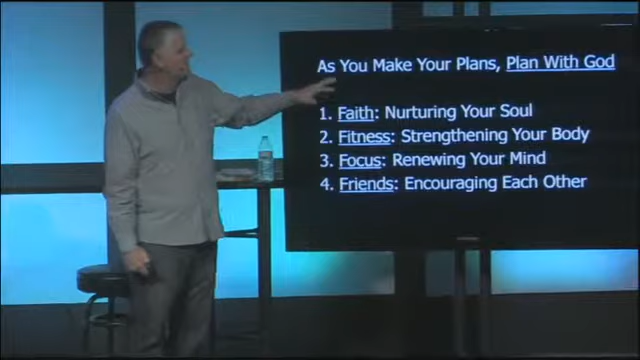 As You Make Your Plans, Plan With God
1. Faith: Nurturing Your Soul
2. Fitness: Strengthening Your Body
3. Focus: Renewing Your Mind
4. Friends: Encouraging Each Other